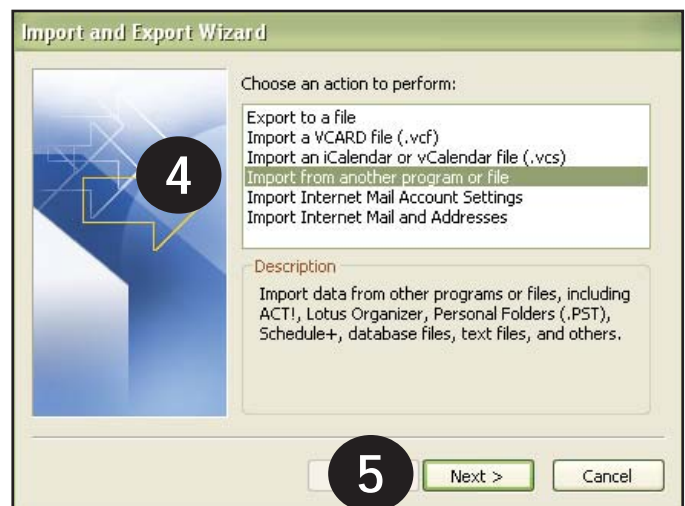 Import and Export Wizard
Choose an action to perform:
Export to a file
Import a VCARD file (.vcf)
Import an iCalendar or vCalendar file (.vcs)
4
Import from another program or file
Import Internet Mail Account Settings
Import Internet Mail and Addresses
Description
Import data from other programs or files, including
ACT!, Lotus Organizer, Personal Folders (.PST),
Schedule+, database files, text files, and others.
5
Next >
Cancel